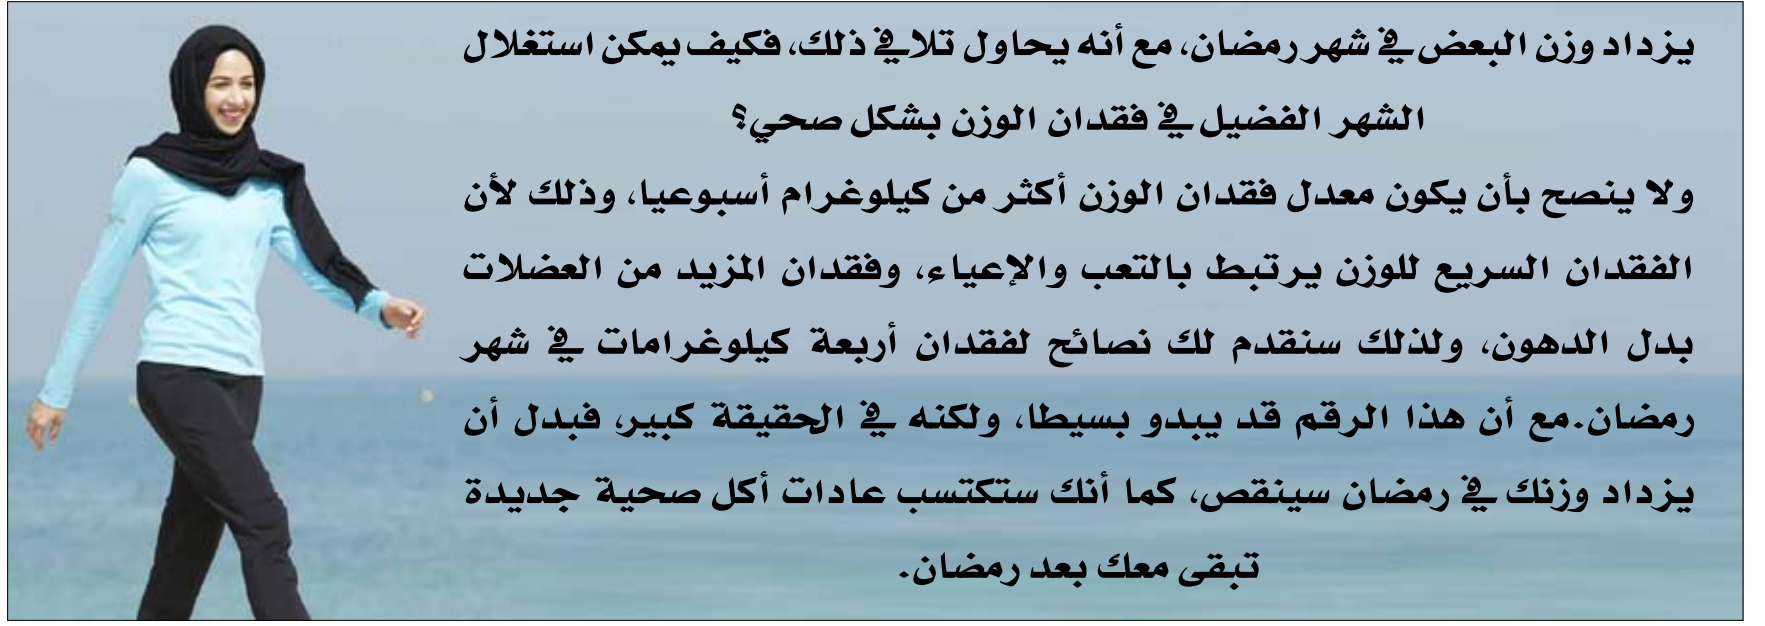 يزداد وزن البعض في شهر رمضان، مع أنه يحاول تلافي ذلك، فكيف يمكن استغلال
الشهر الفضيل في فقدان الوزن بشكل صحي؟
ولا ينصح بأن يكون معدل فقدان الوزن أكثر من كيلوغرام أسبوعيا، وذلك لأن
الفقدان السريع للوزن يرتبط بالتعب والإعياء، وفقدان المزيد من العضلات
بدل الدهون، ولذلك سنقدم لك نصائح لفقدان أربعة كيلوغرامات في شهر
رمضان.مع أن هذا الرقم قد يبدو بسيطا، ولكنه في الحقيقة كبير، فبدل أن
يزداد وزنك في رمضان سينقص، كما أنك ستكتسب عادات أكل صحية جديدة
تبقى معك بعد رمضان.